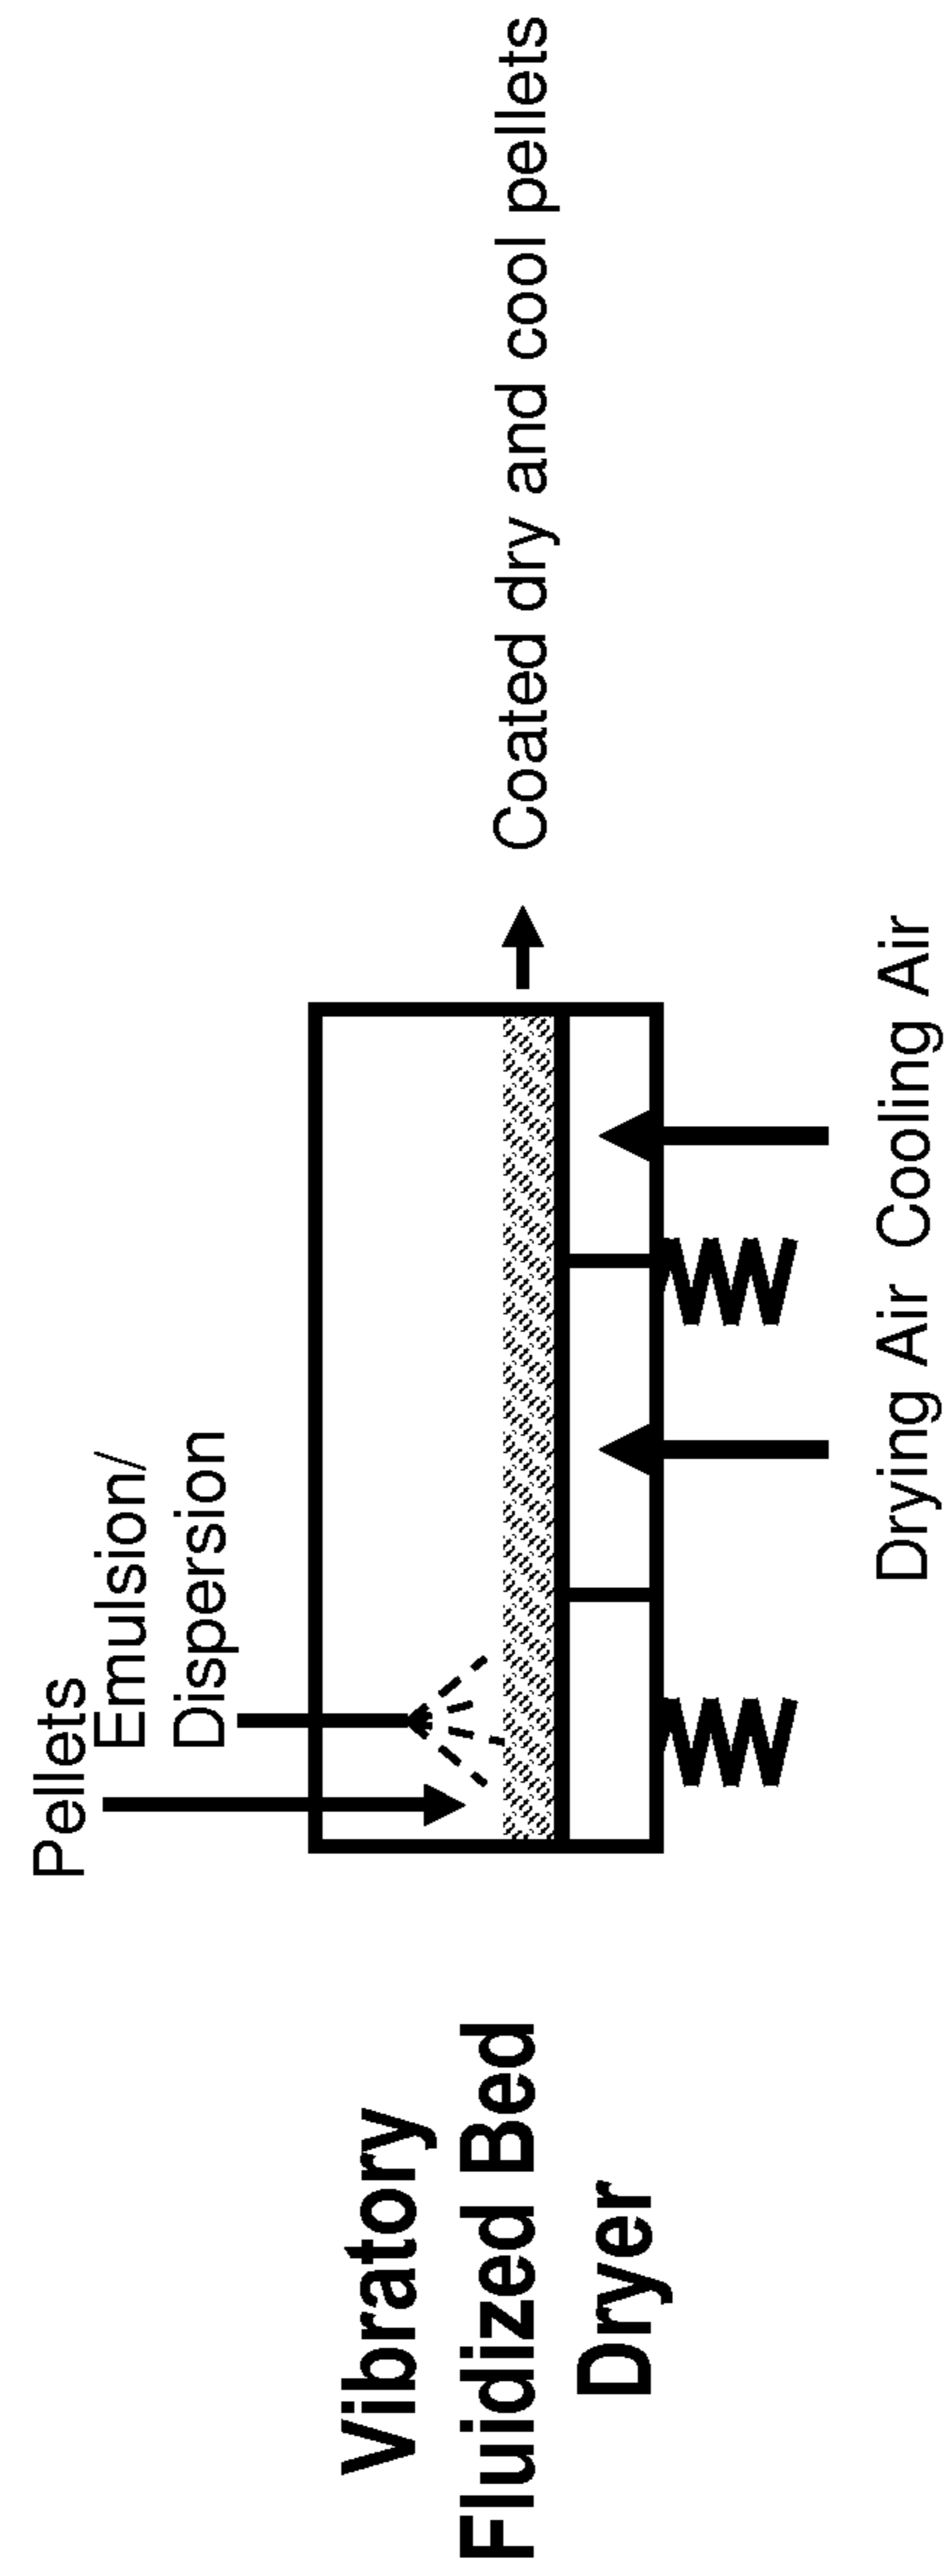 Pellets
Emulsion/
Dispersion
Vibratory
Fluidized Bed
Dryer
Coated dry and cool pellets
Drying Air Cooling Air